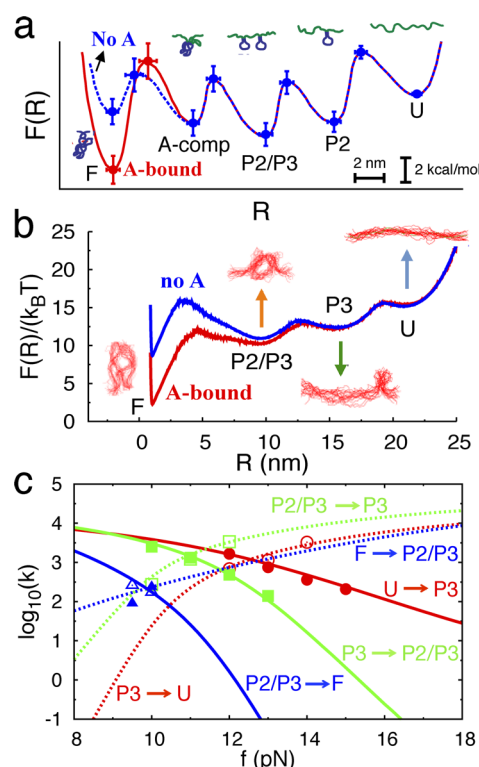 a
No A
F(R)
F
A-comp
P2/P3
P2
U
A-bound
2 nm
2 kcal/mol
R
b
F(R)/(k_BT)
25
20
15
10
5
0
no A
P2/P3
P3
U
F
A-bound
0 5 10 15 20 25
R (nm)
c
log₁₀(k)
5
4
3
2
1
0
-1
P2/P3 → P3
F → P2/P3
U → P3
P3 → P2/P3
P3 → U
P2/P3 → F
8 10 12 14 16 18
f (pN)